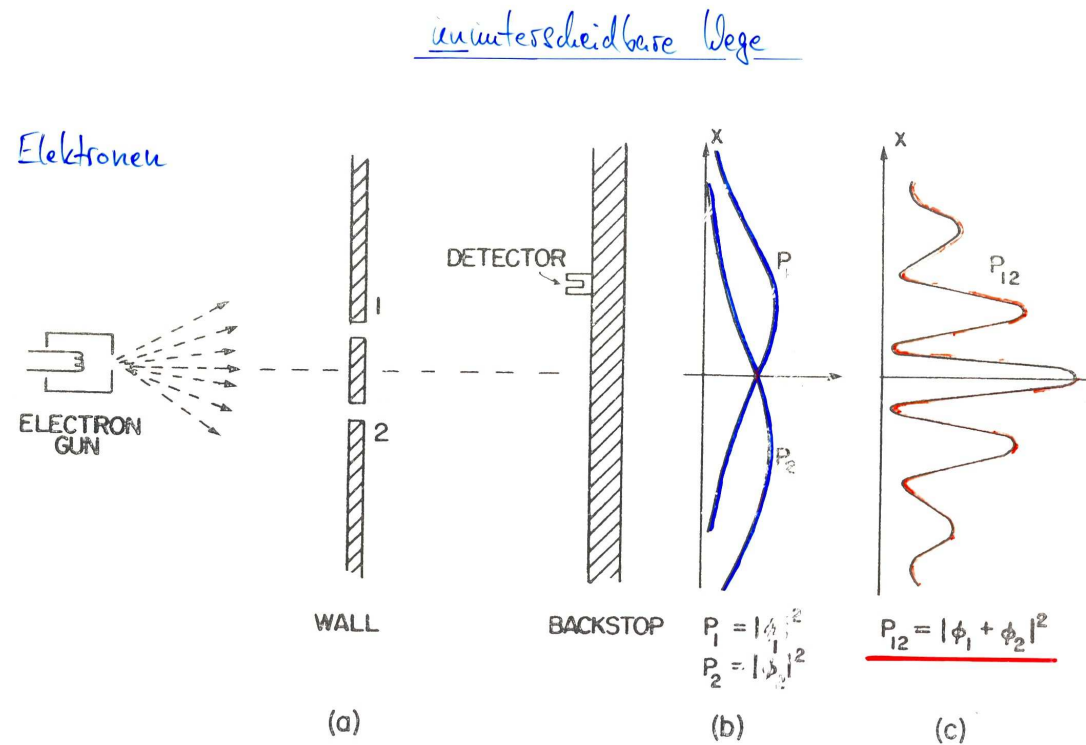 ununterscheidbare Wege
Elektronen
ELECTRON
GUN
1
2
WALL
DETECTOR
BACKSTOP
(a)
X
P₁
P₂
P₁ = |ϕ₁|²
P₂ = |ϕ₂|²
(b)
X
P₁₂
P₁₂ = |ϕ₁ + ϕ₂|²
(c)